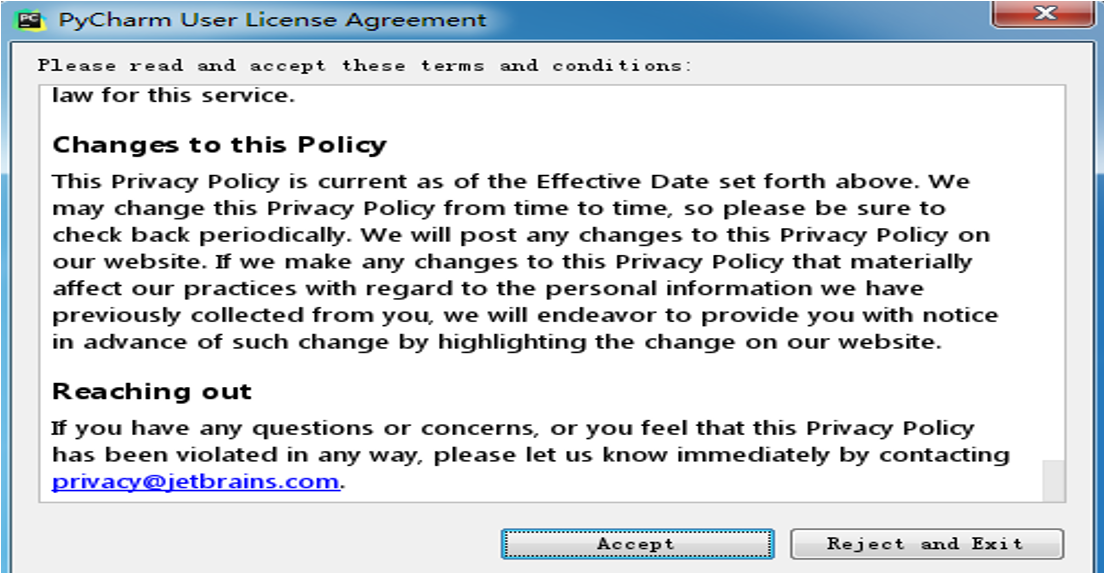 PyCharm User License Agreement
Please read and accept these terms and conditions:
law for this service.
Changes to this Policy
This Privacy Policy is current as of the Effective Date set forth above. We
may change this Privacy Policy from time to time, so please be sure to
check back periodically. We will post any changes to this Privacy Policy on
our website. If we make any changes to this Privacy Policy that materially
affect our practices with regard to the personal information we have
previously collected from you, we will endeavor to provide you with notice
in advance of such change by highlighting the change on our website.
Reaching out
If you have any questions or concerns, or you feel that this Privacy Policy
has been violated in any way, please let us know immediately by contacting
privacy@jetbrains.com.
Accept
Reject and Exit